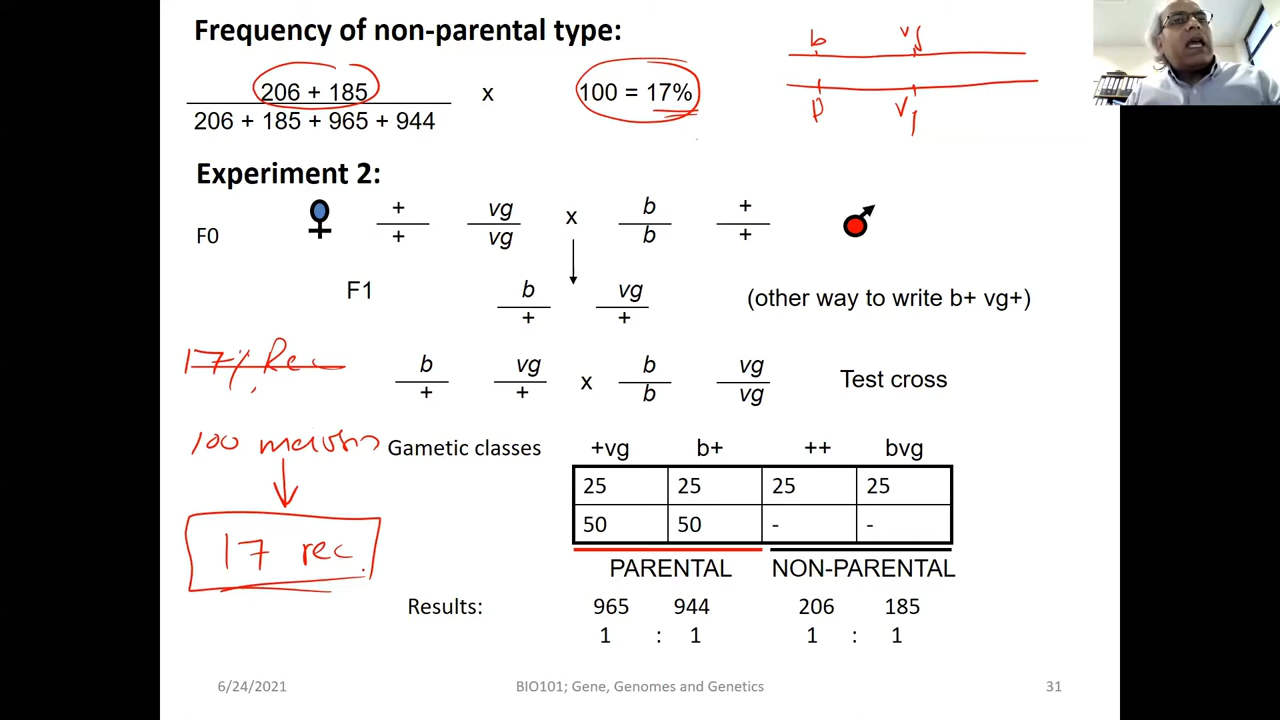 Frequency of non-parental type:
b vg
206 + 185 x 100 = 17%
206 + 185 + 965 + 944
b vg
Experiment 2:
F0 + vg x b +
+ vg b +
F1 b vg (other way to write b+ vg+)
+ +
17% Rec
b vg x b vg Test cross
+ + b vg
100 meiosis
Gametic classes +vg b+ ++ bvg
25 25 25 25
50 50 - -
17 rec.
PARENTAL NON-PARENTAL
Results: 965 944 206 185
1 : 1 1 : 1
6/24/2021 BIO101; Gene, Genomes and Genetics 31